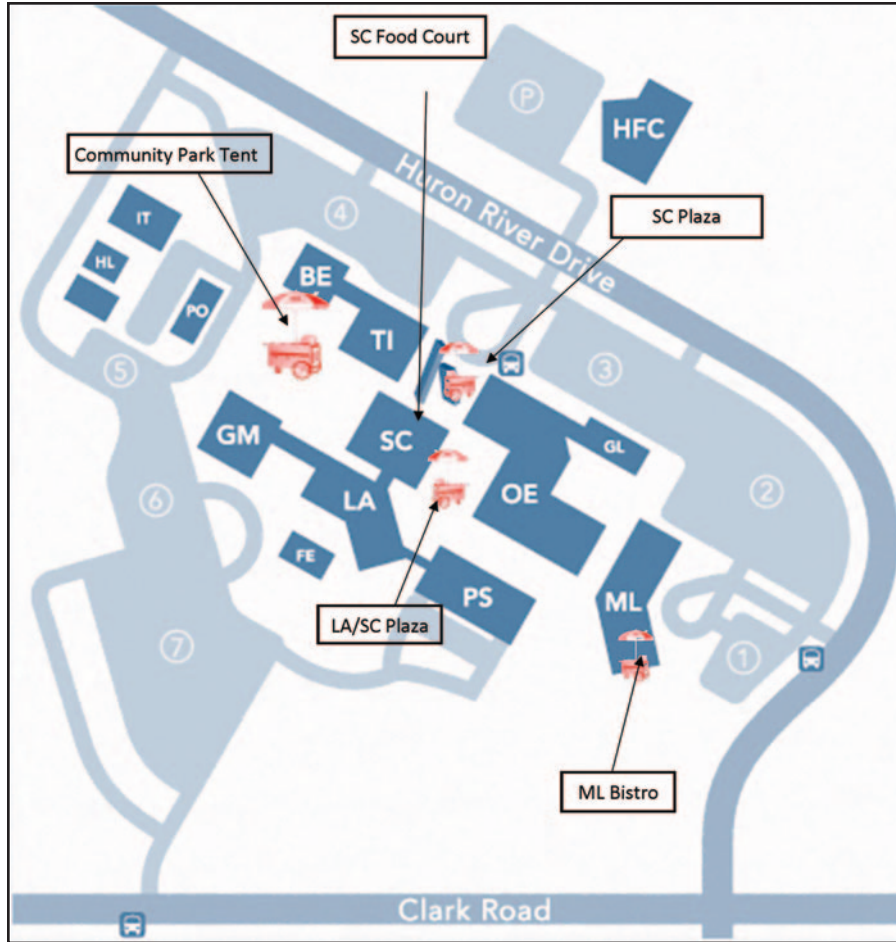 SC Food Court
P
HFC
Community Park Tent
4
Huron River Drive
SC Plaza
IT
HL
PO
BE
TI
5
3
GM
SC
GL
2
LA
OE
6
FE
PS
ML
LA/SC Plaza
7
1
ML Bistro
Clark Road